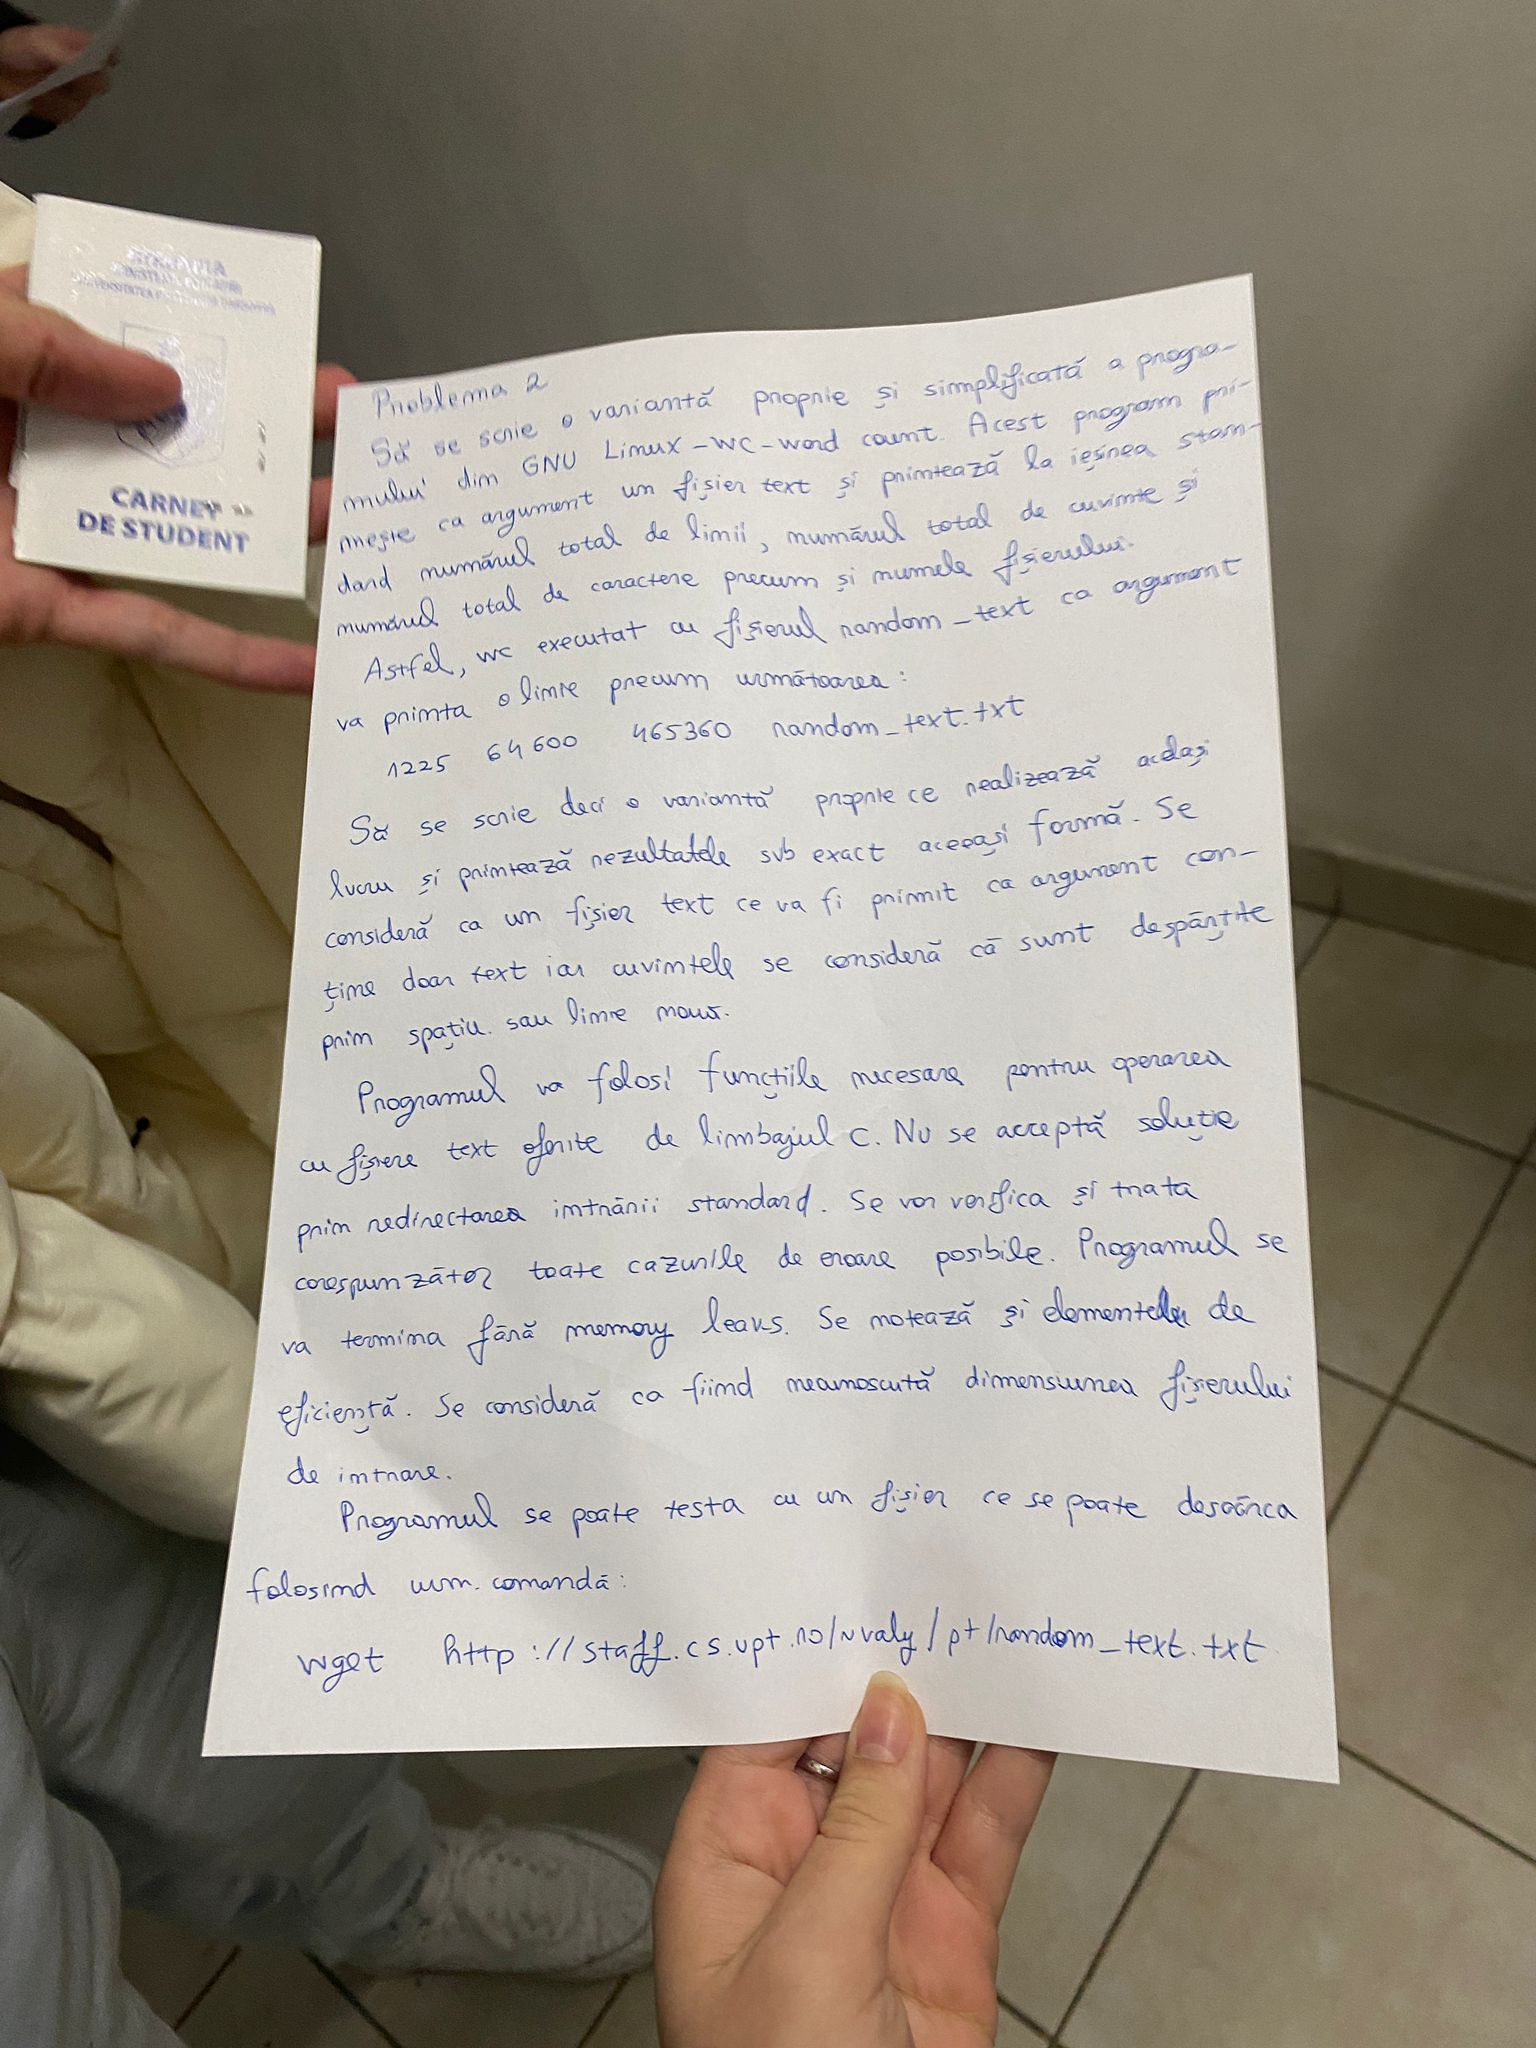 CARNET
DE STUDENT
Problema 2
Să se scrie o variantă proprie și simplificată a progra-
mului din GNU Linux -wc-word count. Acest program pri-
mește ca argument un fișier text și printează la ieșirea stan-
dard numărul total de linii, numărul total de cuvinte și
numărul total de caractere precum și numele fișierului.
Astfel, wc executat cu fișierul random_text ca argument
va printa o linie precum următoarea:
1225 64600 465360 random_text.txt
Să se scrie deci o variantă proprie ce realizează același
lucru și printează rezultatele sub exact aceeași formă. Se
consideră ca un fișier text ce va fi primit ca argument con-
ține doar text iar cuvintele se consideră că sunt despărțite
prin spațiu sau linie nouă.
Programul va folosi funcțiile necesare pentru operarea
cu fișiere text oferite de limbajul C. Nu se acceptă soluție
prin redirectarea intrării standard. Se vor verifica și trata
corespunzător toate cazurile de eroare posibile. Programul se
va termina fără memory leaks. Se notează și elementele de
eficiență. Se consideră ca fiind necunoscută dimensiunea fișierului
de intrare.
Programul se poate testa cu un fișier ce se poate descărca
folosind urm. comandă:
wget http://staff.cs.upt.ro/~valy/pt/random_text.txt